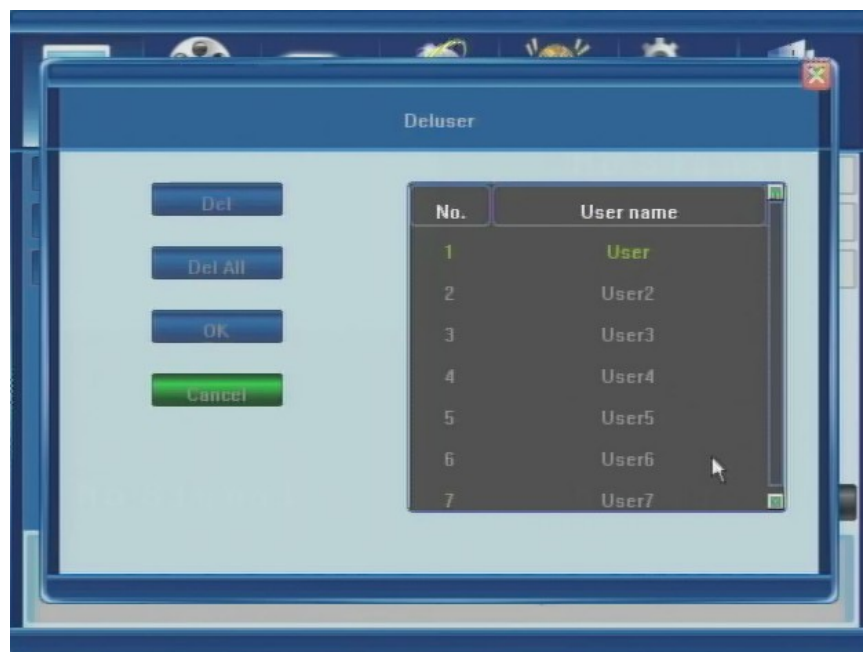 Deluser
Del
Del All
OK
Cancel
No. User name
1 User
2 User2
3 User3
4 User4
5 User5
6 User6
7 User7